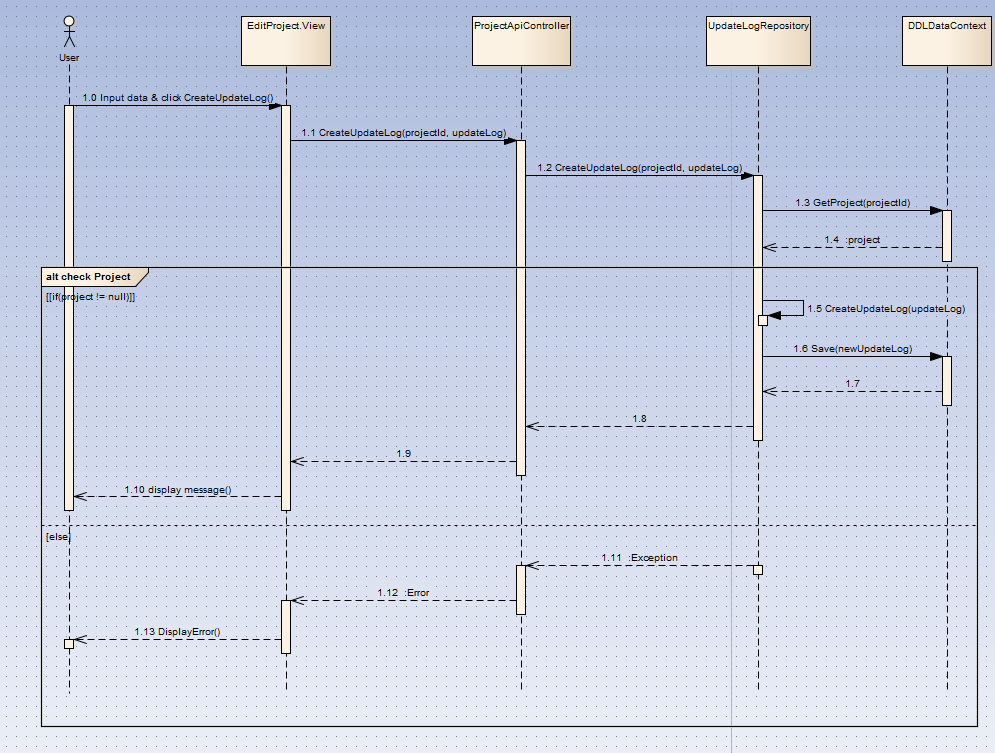 EditProject.View
ProjectApiController
UpdateLogRepository
DDLDataContext
User
1.0 Input data & click CreateUpdateLog()
1.1 CreateUpdateLog(projectId, updateLog)
1.2 CreateUpdateLog(projectId, updateLog)
1.3 GetProject(projectId)
1.4 :project
alt check Project
[[if(project != null)]]
1.5 CreateUpdateLog(updateLog)
1.6 Save(newUpdateLog)
1.7
1.8
1.9
1.10 display message()
[else]
1.11 :Exception
1.12 :Error
1.13 DisplayError()